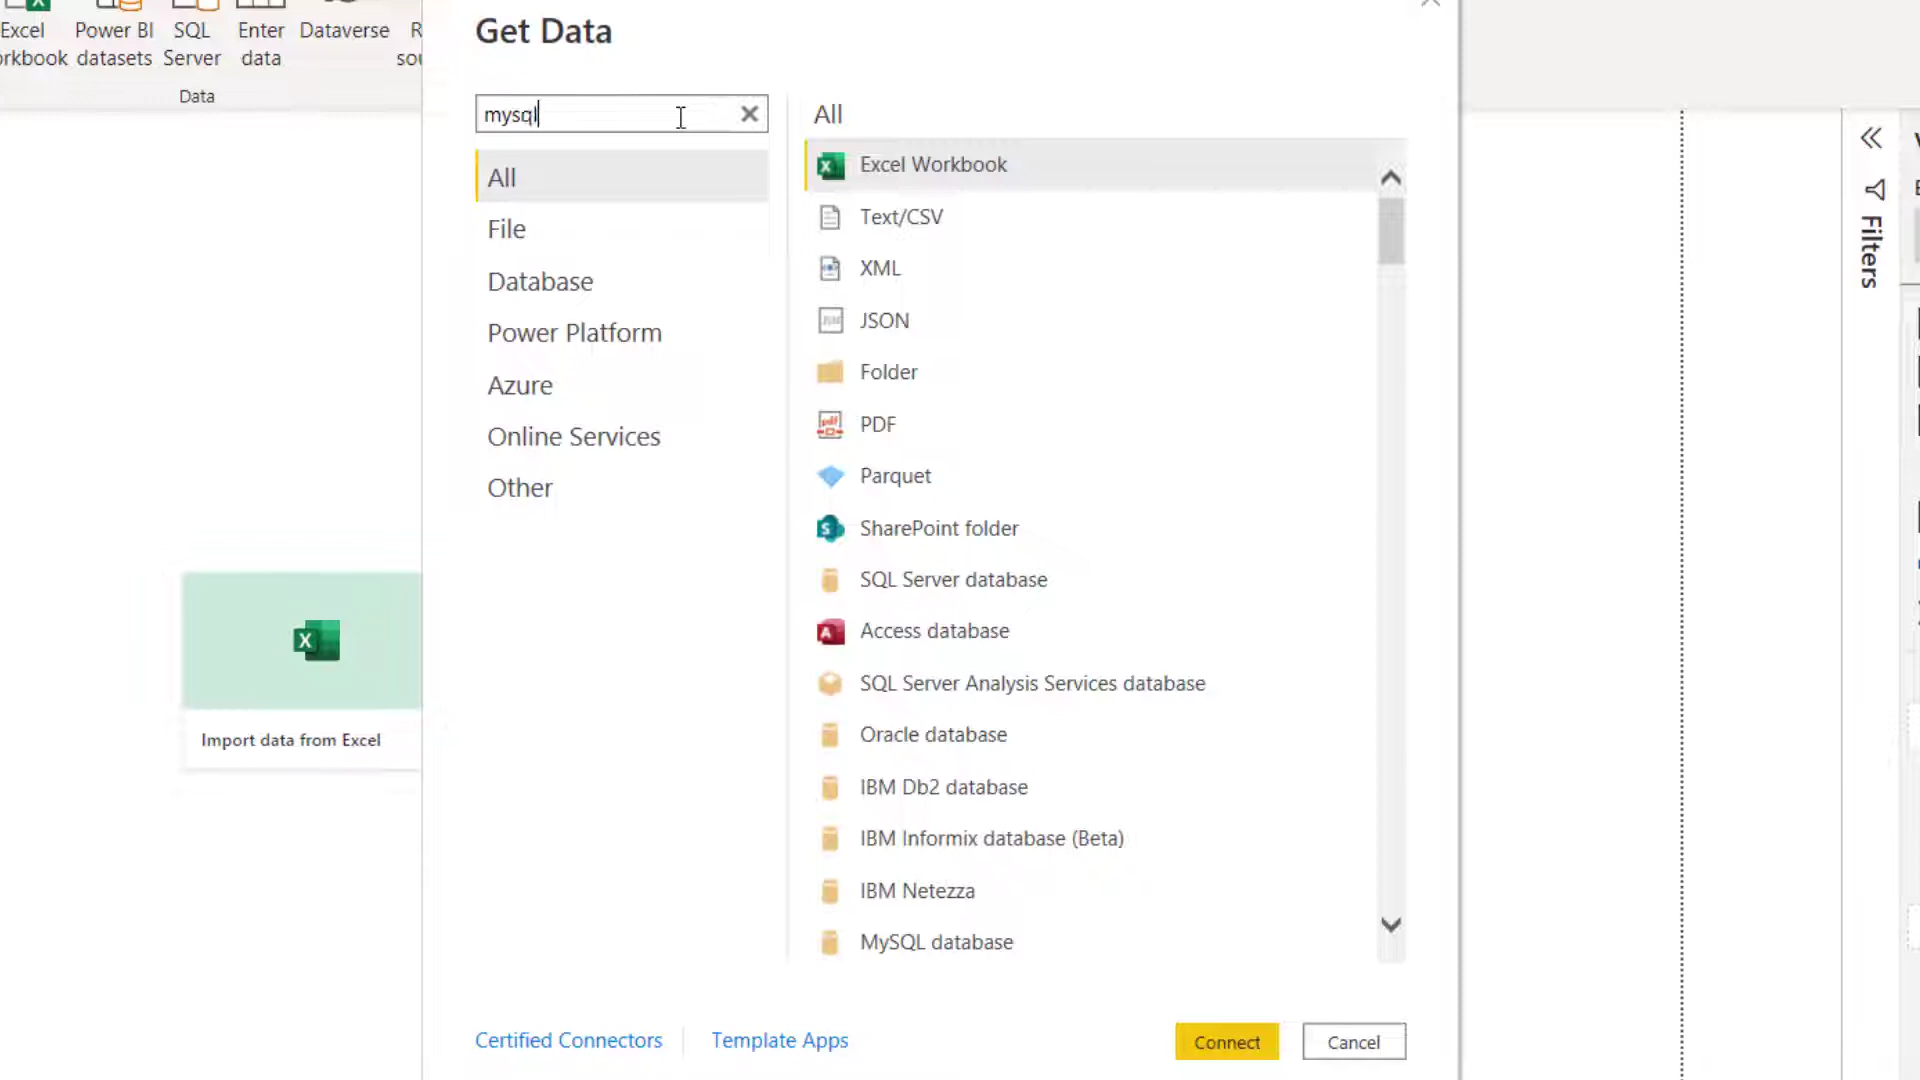 Excel
Power BI
SQL
Enter
Dataverse
datasets
Server
data
Data
Get Data
mysql
All
File
Database
Power Platform
Azure
Online Services
Other
All
Excel Workbook
Text/CSV
XML
JSON
Folder
PDF
Parquet
SharePoint folder
SQL Server database
Access database
SQL Server Analysis Services database
Oracle database
IBM Db2 database
IBM Informix database (Beta)
IBM Netezza
MySQL database
Certified Connectors
Template Apps
Connect
Cancel
Import data from Excel
Filters